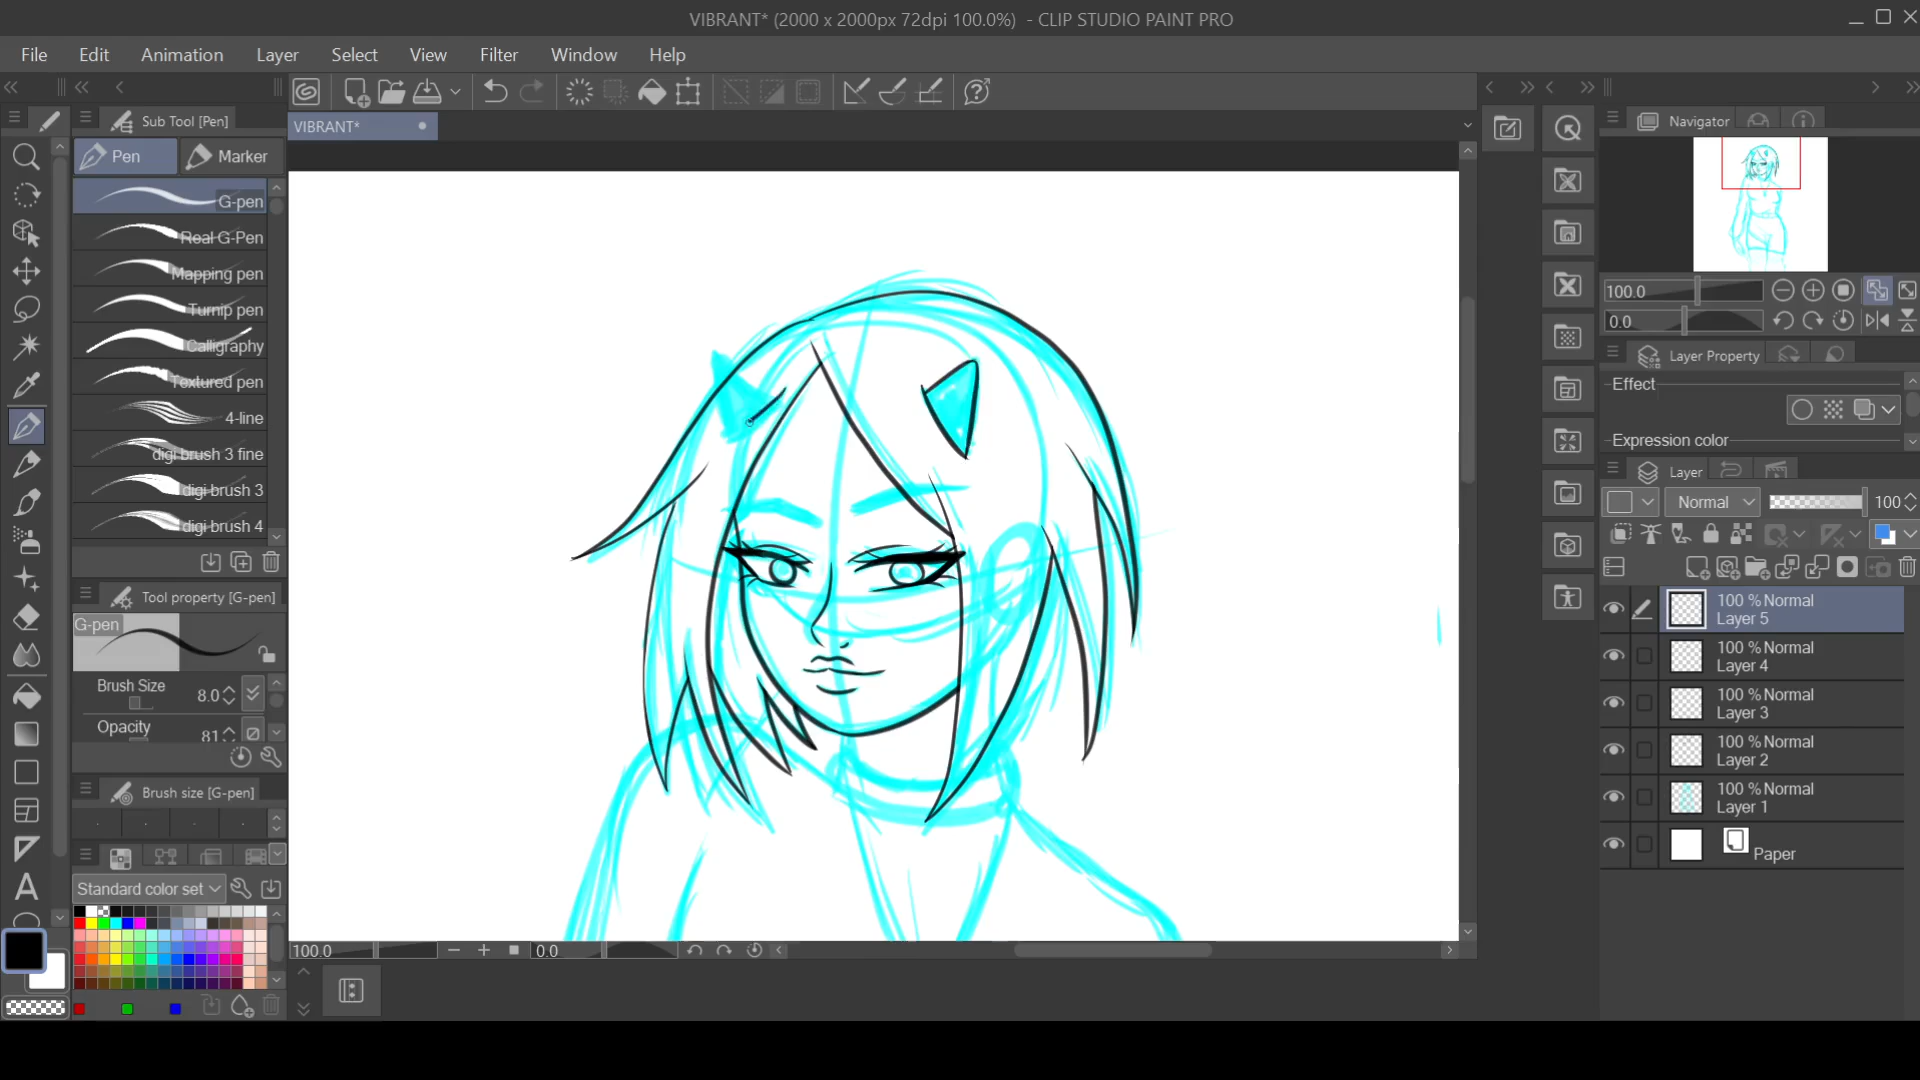 VIBRANT* (2000 x 2000px 72dpi 100.0%) - CLIP STUDIO PAINT PRO
File Edit Animation Layer Select View Filter Window Help
Sub Tool [Pen]
VIBRANT*
Navigator
Pen Marker
G-pen
Real G-Pen
Mapping pen
Turnip pen
Calligraphy
Textured pen
4-line
digi brush 3 fine
digi brush 3
digi brush 4
Tool property [G-pen]
G-pen
Brush Size 8.0
Opacity 81
Brush size [G-pen]
Standard color set
100.0 0.0
100.0
0.0
Layer Property
Effect
Expression color
Layer
Normal 100
100 % Normal
Layer 5
100 % Normal
Layer 4
100 % Normal
Layer 3
100 % Normal
Layer 2
100 % Normal
Layer 1
Paper